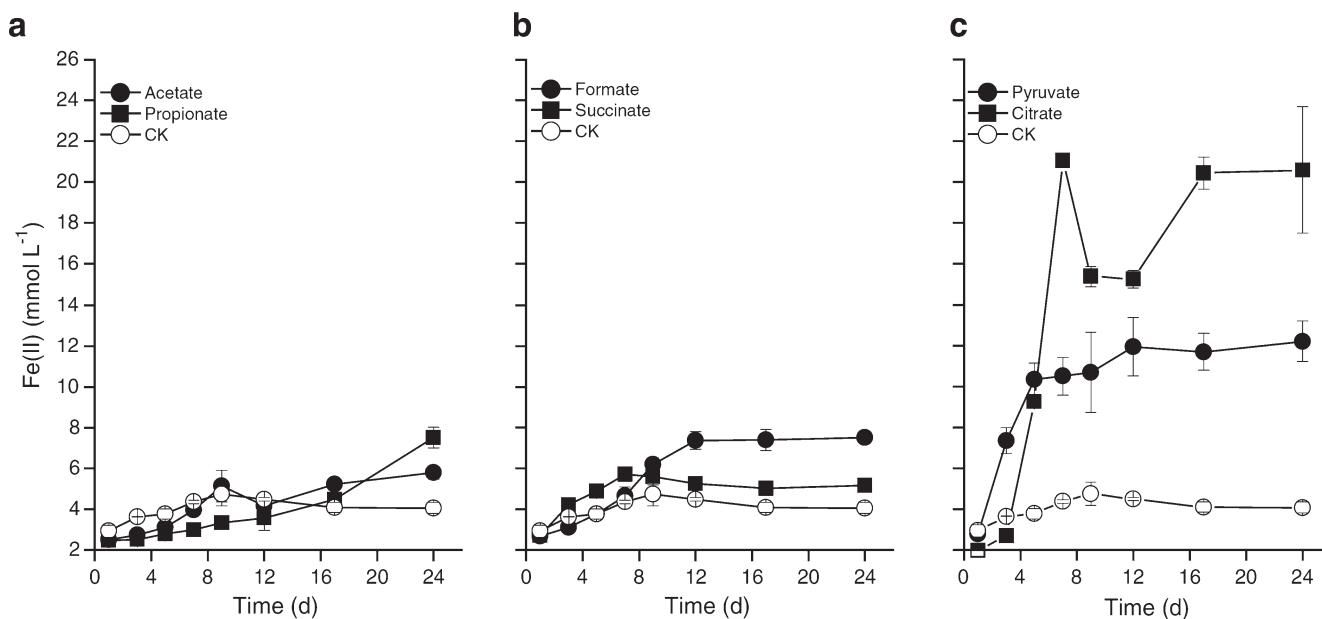 a
26
24
22
20
18
16
14
12
10
8
6
4
2
Fe(II) (mmol L-1)
Acetate
Propionate
CK
0 4 8 12 16 20 24
Time (d)
b
Formate
Succinate
CK
0 4 8 12 16 20 24
Time (d)
c
Pyruvate
Citrate
CK
0 4 8 12 16 20 24
Time (d)